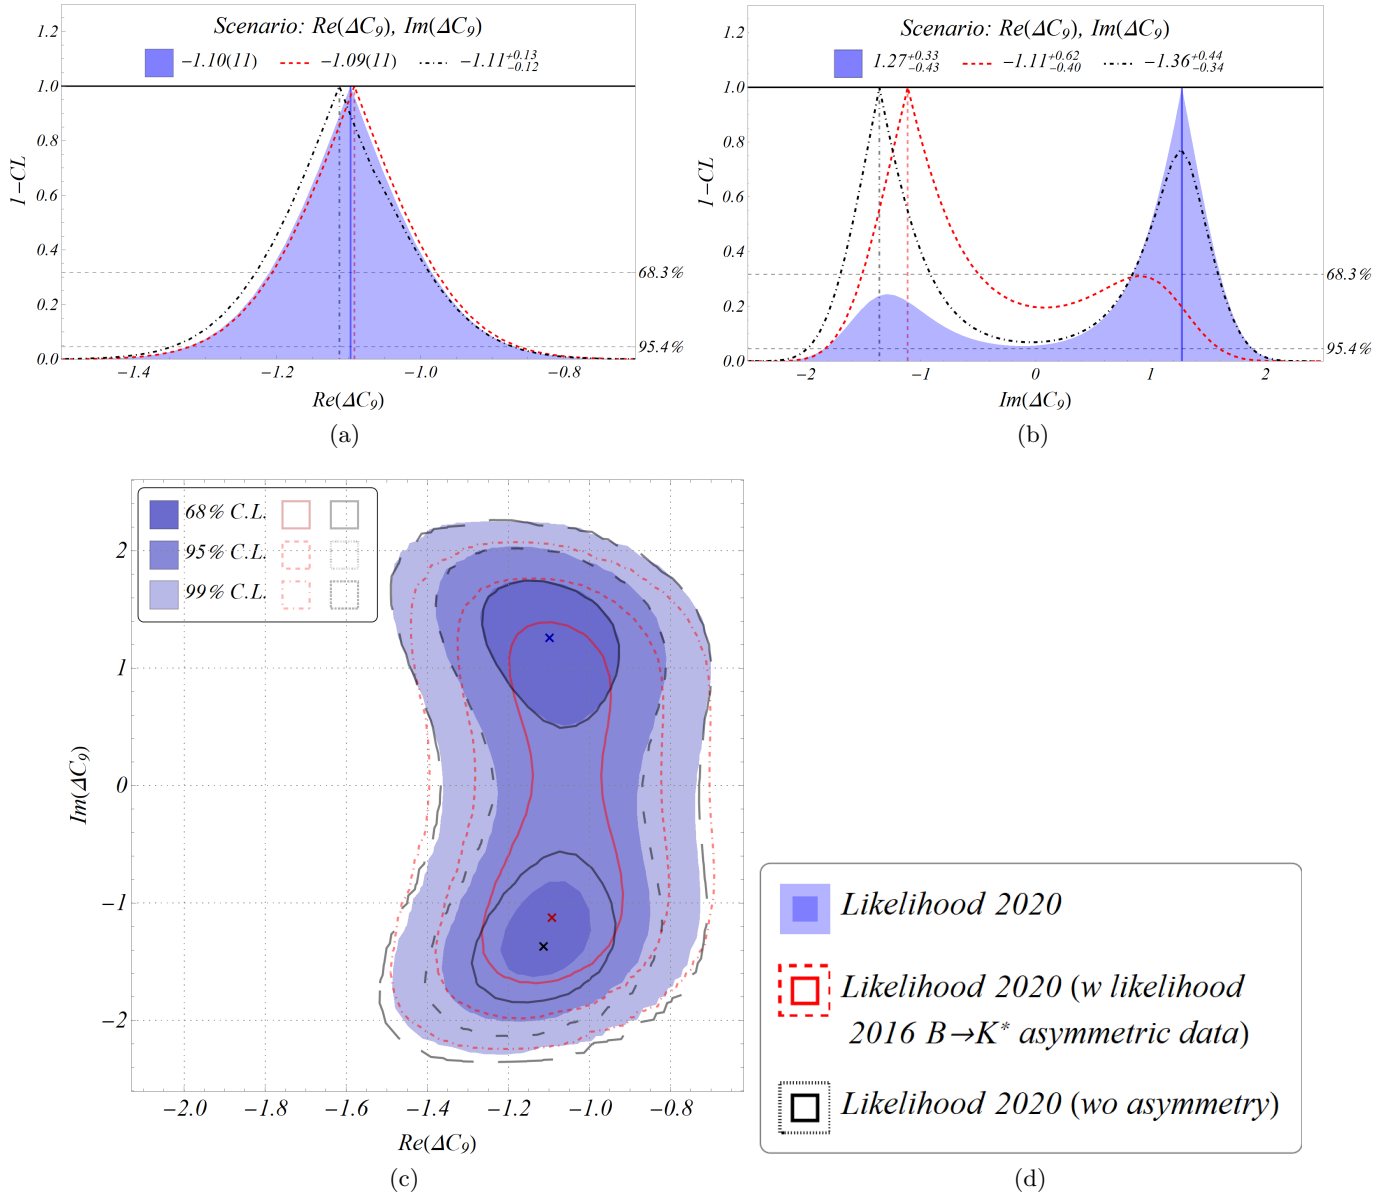 Scenario: Re(ΔC₉), Im(ΔC₉)
−1.10(11) −1.09(11) −1.11 +0.13 −0.12
1.2
1.0
0.8
0.6
0.4
0.2
0.0
1−CL
68.3%
95.4%
−1.4 −1.2 −1.0 −0.8
Re(ΔC₉)
(a)
Scenario: Re(ΔC₉), Im(ΔC₉)
1.27 +0.33 −0.43 −1.11 +0.62 −0.40 −1.36 +0.44 −0.34
1.2
1.0
0.8
0.6
0.4
0.2
0.0
1−CL
68.3%
95.4%
−2 −1 0 1 2
Im(ΔC₉)
(b)
68% C.L.
95% C.L.
99% C.L.
2
1
0
−1
−2
Im(ΔC₉)
−2.0 −1.8 −1.6 −1.4 −1.2 −1.0 −0.8
Re(ΔC₉)
(c)
Likelihood 2020
Likelihood 2020 (w likelihood
2016 B→K* asymmetric data)
Likelihood 2020 (wo asymmetry)
(d)